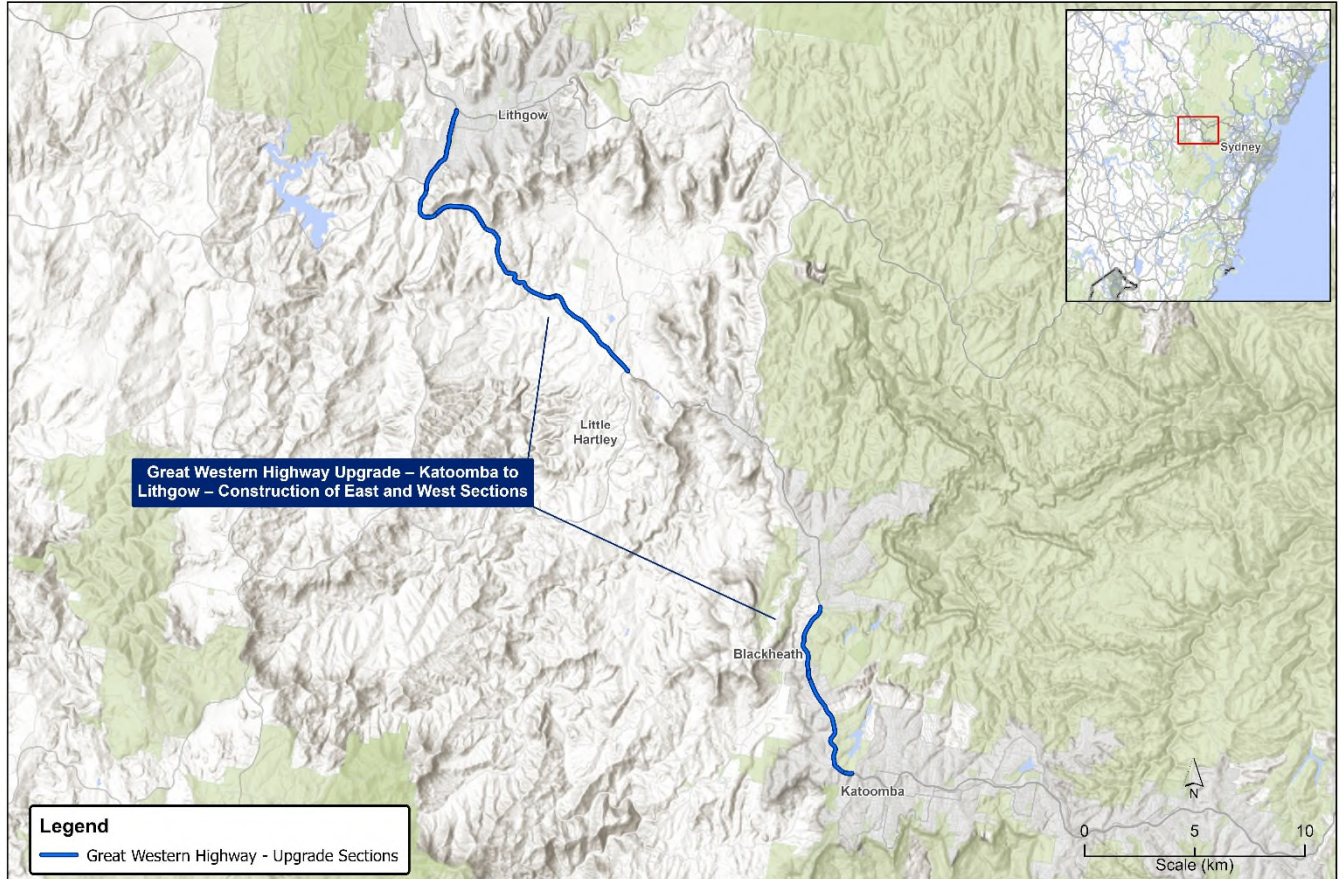 Lithgow
Sydney
Little
Hartley
Great Western Highway Upgrade – Katoomba to
Lithgow – Construction of East and West Sections
Blackheath
Katoomba
N
Legend
Great Western Highway - Upgrade Sections
0 5 10
Scale (km)